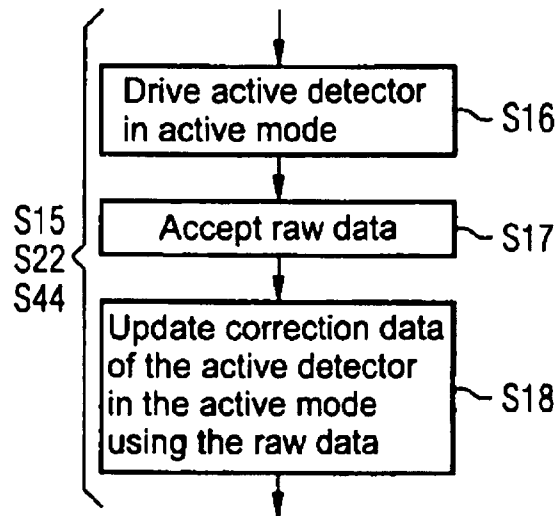 Drive active detector
in active mode
S16
Accept raw data
S17
S15
S22
S44
Update correction data
of the active detector
in the active mode
using the raw data
S18